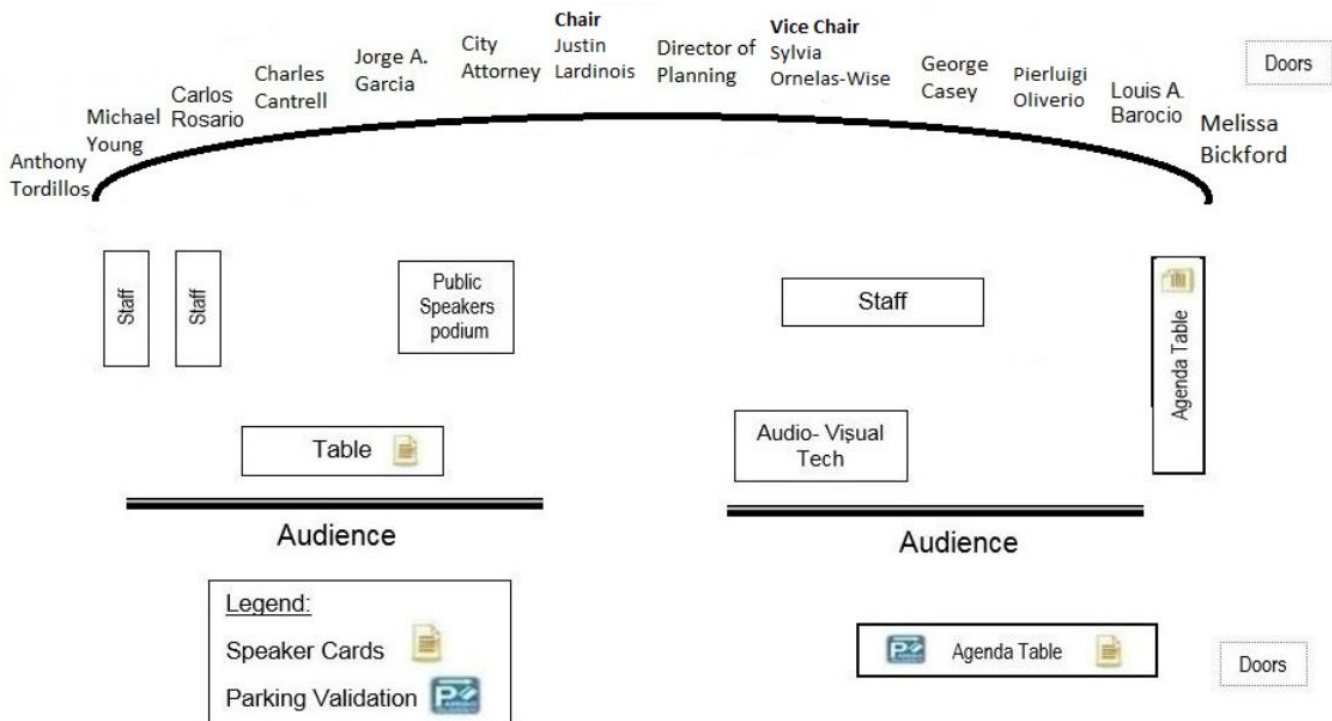 Anthony
Tordillos
Michael
Young
Carlos
Rosario
Charles
Cantrell
Jorge A.
Garcia
City
Attorney
Chair
Justin
Lardinois
Director of
Planning
Vice Chair
Sylvia
Ornelas-Wise
George
Casey
Pierluigi
Oliverio
Louis A.
Barocio
Melissa
Bickford
Doors
Staff
Staff
Public
Speakers
podium
Staff
Agenda Table
Table
Audio- Visual
Tech
Audience
Audience
Legend:
Speaker Cards
Parking Validation
P
P
Agenda Table
Doors